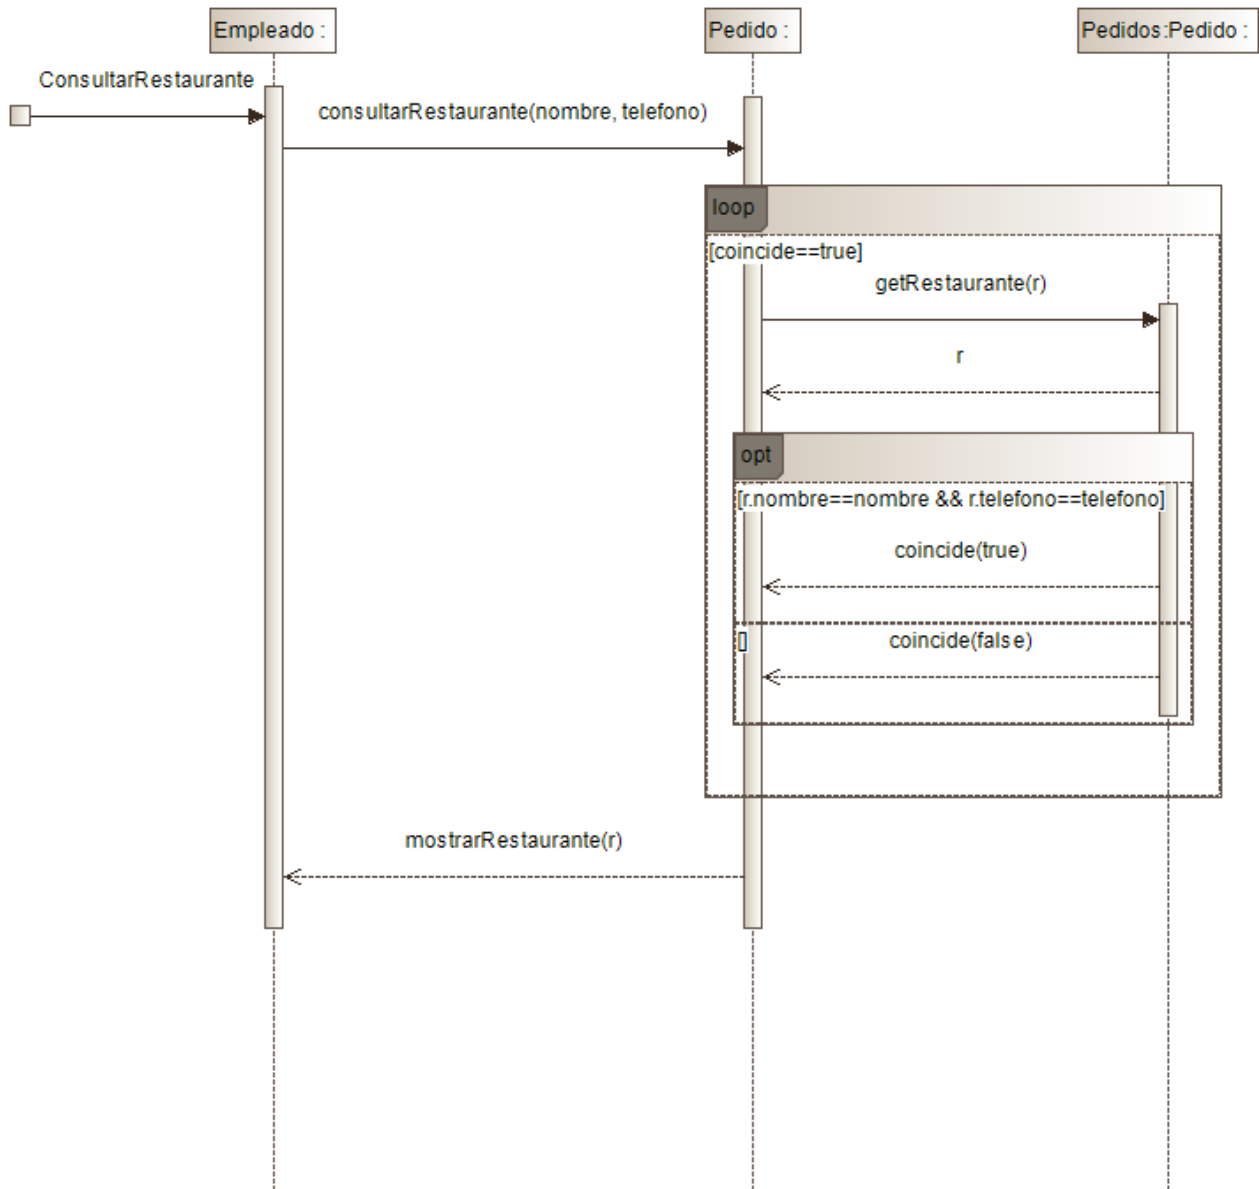 Empleado :
Pedido :
Pedidos:Pedido :
ConsultarRestaurante
consultarRestaurante(nombre, telefono)
loop
[coincide==true]
getRestaurante(r)
r
opt
[r.nombre==nombre && r.telefono==telefono]
coincide(true)
[]
coincide(false)
mostrarRestaurante(r)